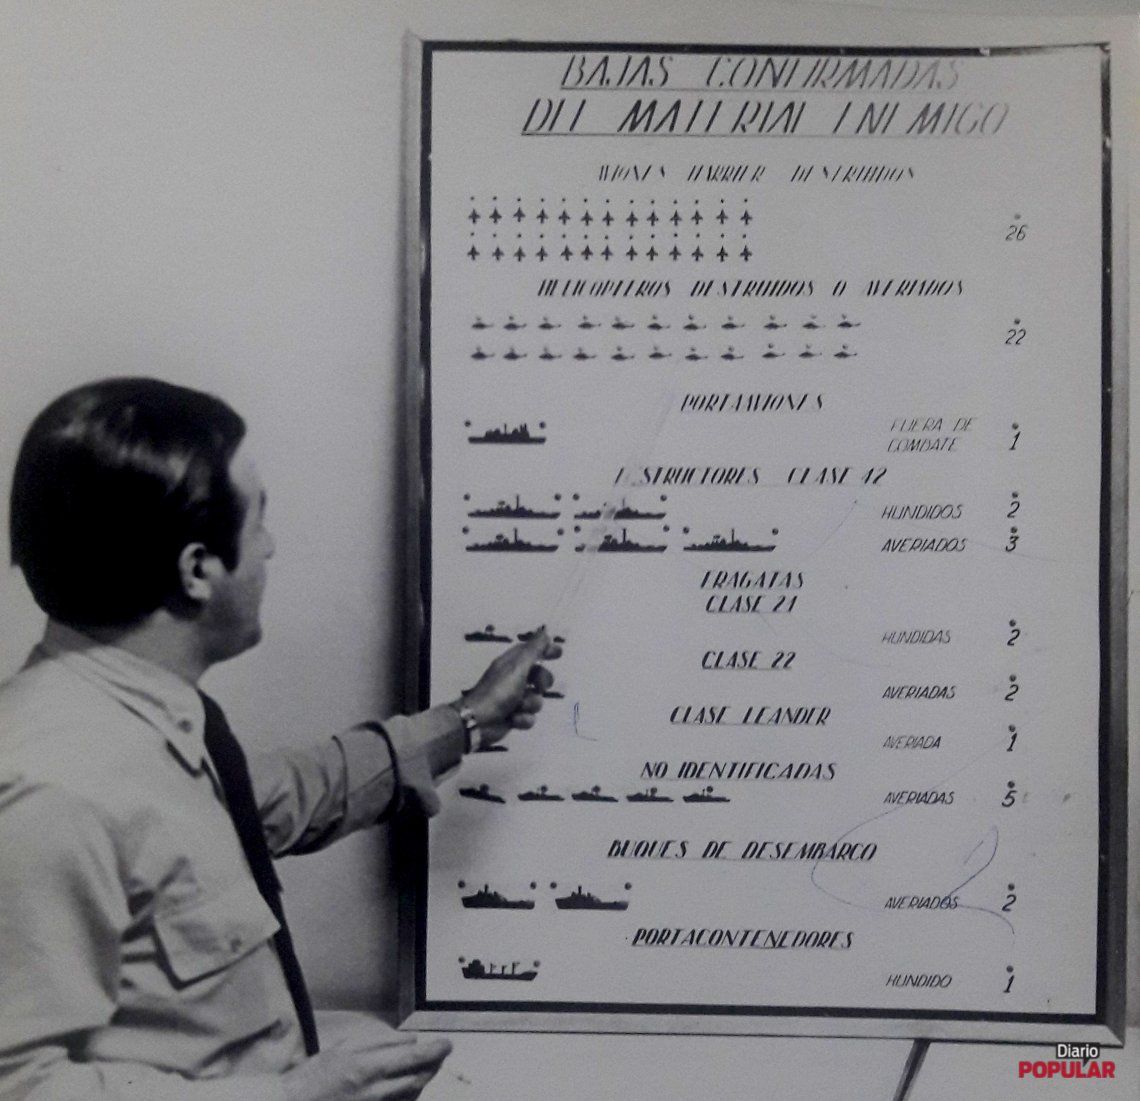 BAJAS CONFIRMADAS
DEL MATERIAL ENEMIGO
AVIONES HARRIER DESTRUIDOS
26
HELICOPTEROS DESTRUIDOS O AVERIADOS
22
PORTAAVIONES
FUERA DE
COMBATE 1
DESTRUCTORES CLASE 42
HUNDIDOS 2
AVERIADOS 3
FRAGATAS
CLASE 21
HUNDIDAS 2
CLASE 22
AVERIADAS 2
CLASE LEANDER
AVERIADA 1
NO IDENTIFICADAS
AVERIADAS 5
BUQUES DE DESEMBARCO
AVERIADOS 2
PORTACONTENEDORES
HUNDIDO 1
Diario
POPULAR